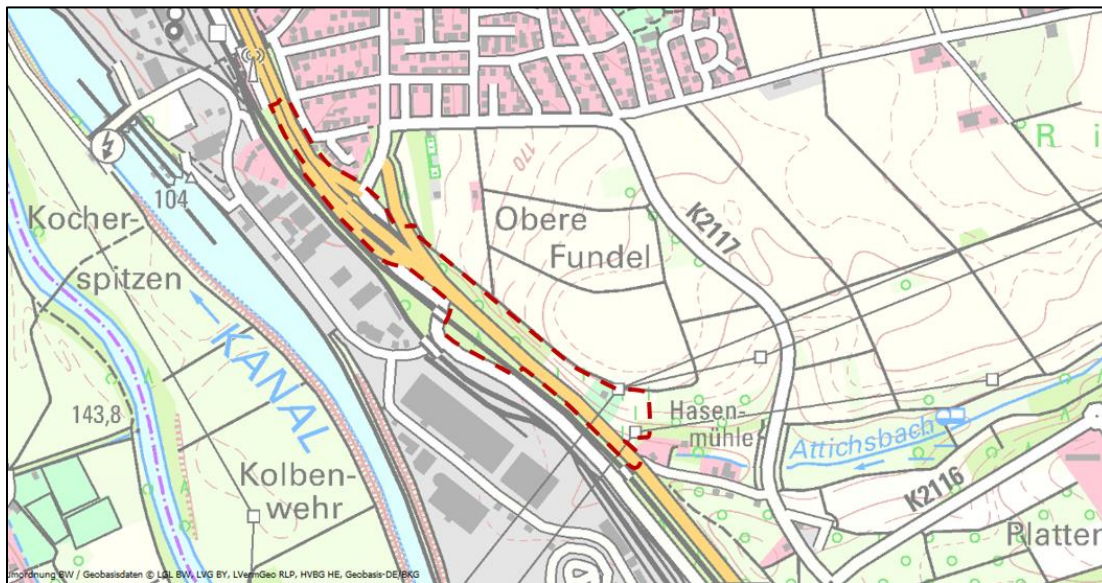 170
R i
104
Kocher-
spitzen
Obere
Fundel
K2117
KANAL
143,8
Hasen-
mühle
Attichsbach
Kolben-
wehr
K2116
Platten
ordnung BW / Geobasisdaten © LGL BW, LVG BY, LVermGeo RLP, HVBG HE, Geobasis-DE/BKG